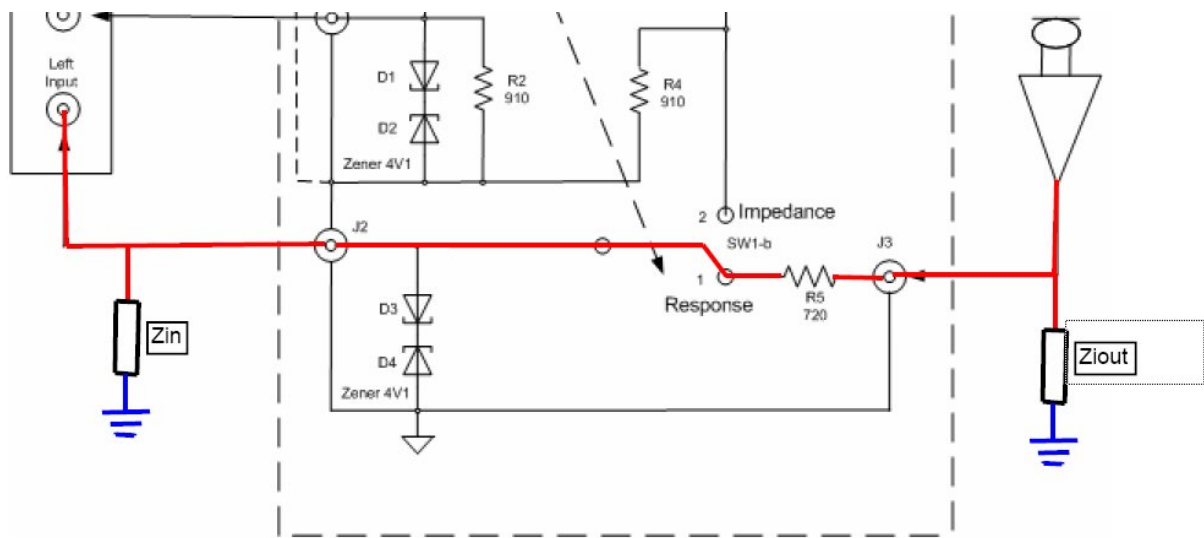 Left
Input
D1
D2
Zener 4V1
R2
910
R4
910
2 Impedance
SW1-b
J2
J3
1
Response
R5
720
D3
D4
Zener 4V1
Zin
Ziout